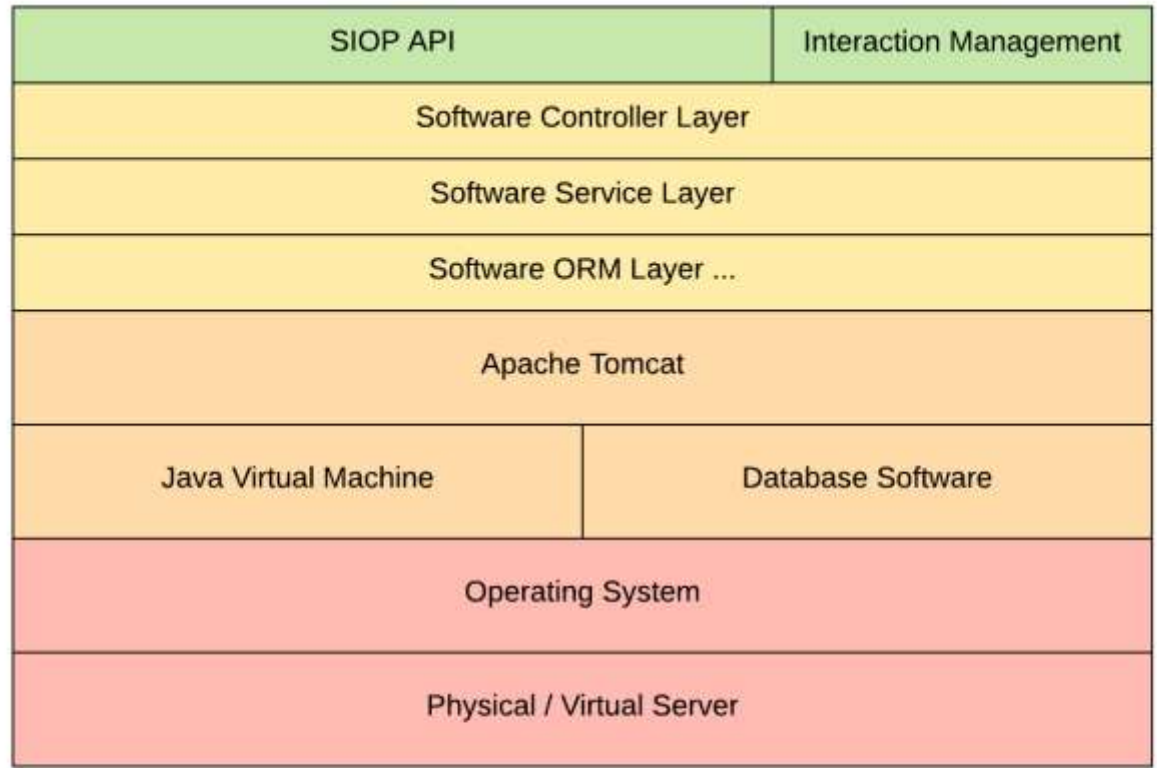 SIOP API
Interaction Management
Software Controller Layer
Software Service Layer
Software ORM Layer ...
Apache Tomcat
Java Virtual Machine
Database Software
Operating System
Physical / Virtual Server